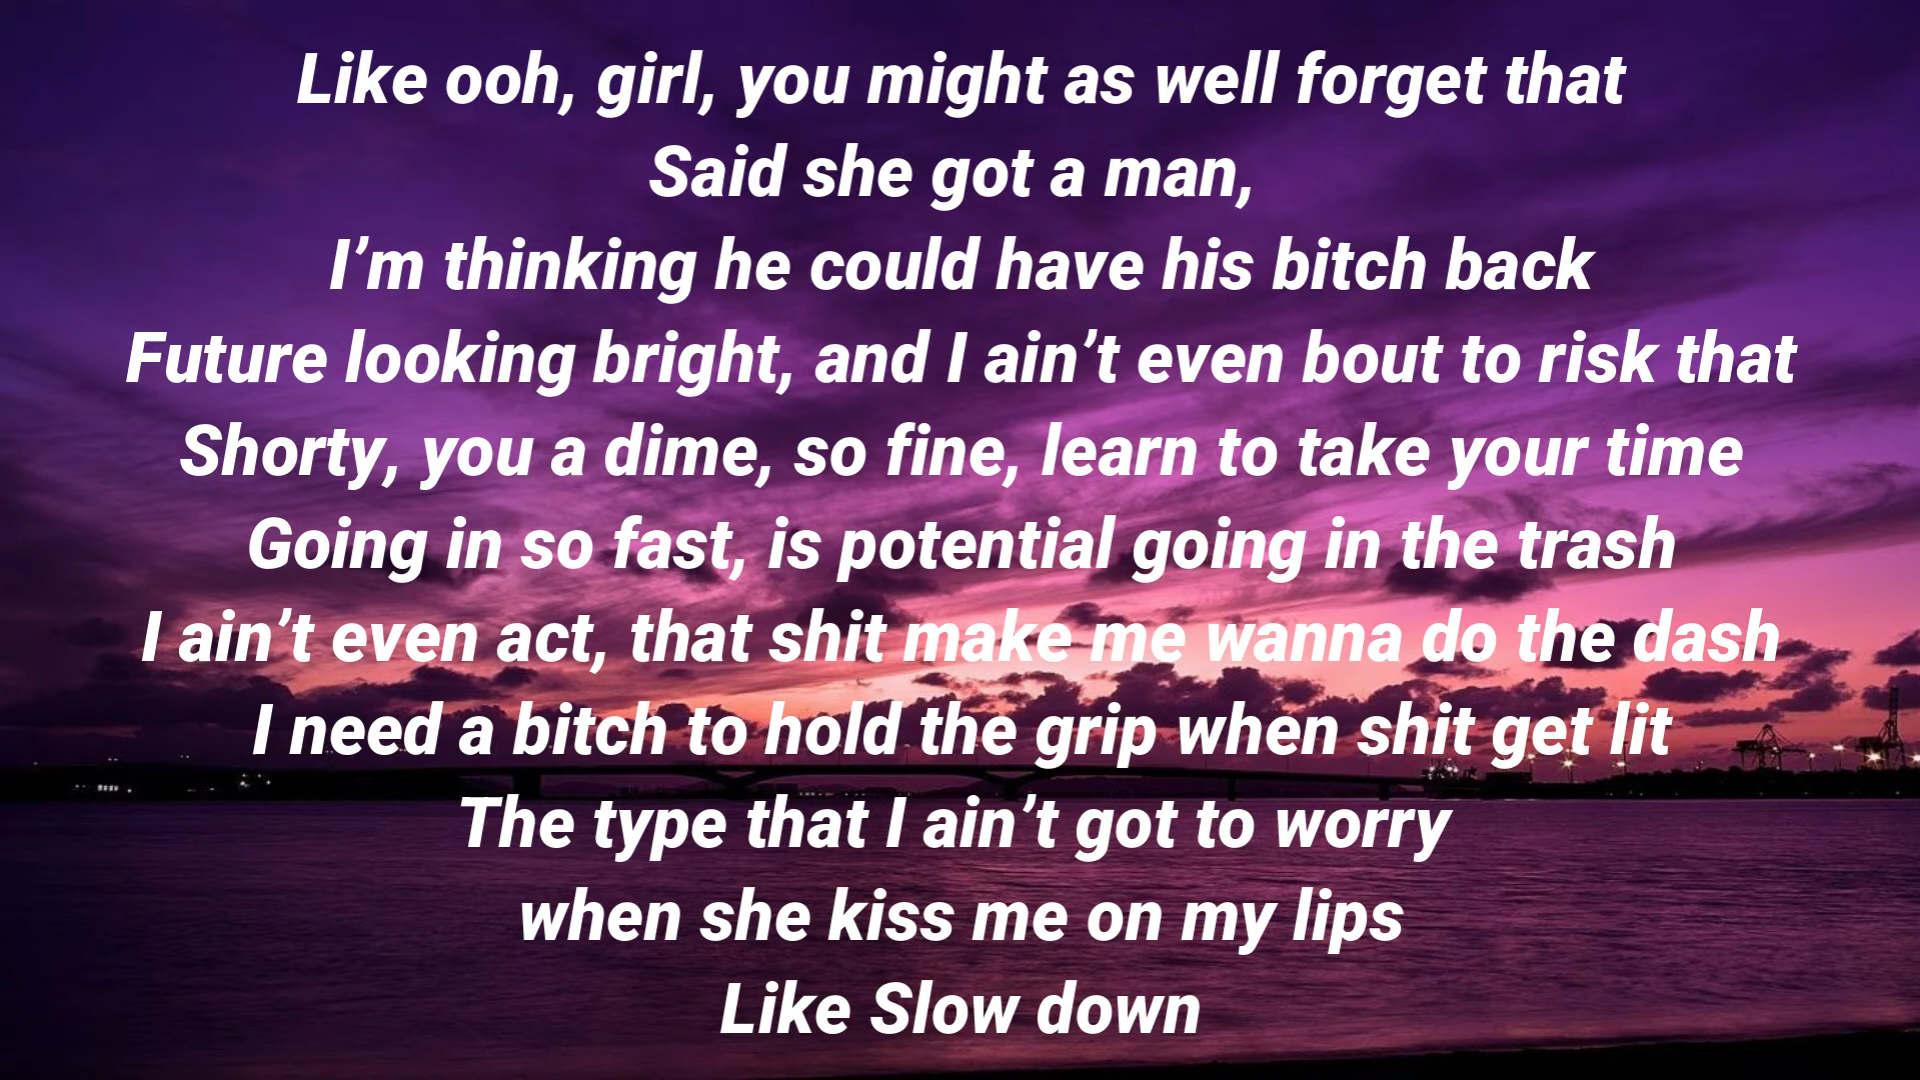 Like ooh, girl, you might as well forget that
Said she got a man,
I’m thinking he could have his bitch back
Future looking bright, and I ain’t even bout to risk that
Shorty, you a dime, so fine, learn to take your time
Going in so fast, is potential going in the trash
I ain’t even act, that shit make me wanna do the dash
I need a bitch to hold the grip when shit get lit
The type that I ain’t got to worry
when she kiss me on my lips
Like Slow down